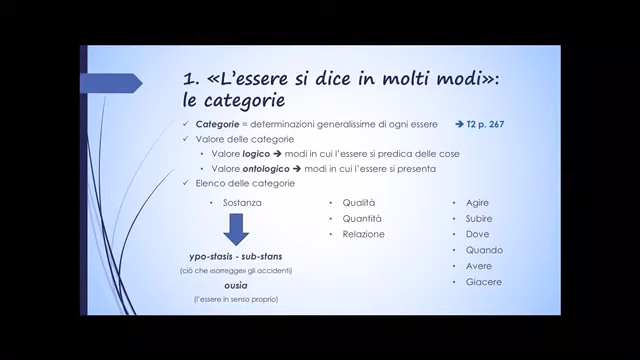 1. «L'essere si dice in molti modi»:
le categorie
✓ Categorie = determinazioni generalissime di ogni essere ➔ T2 p. 267
✓ Valore delle categorie
• Valore logico ➔ modi in cui l'essere si predica delle cose
• Valore ontologico ➔ modi in cui l'essere si presenta
✓ Elenco delle categorie
• Sostanza
ypo-stasis - sub-stans
(ciò che «sorregge» gli accidenti)
ousia
(l'essere in senso proprio)
• Qualità
• Quantità
• Relazione
• Agire
• Subire
• Dove
• Quando
• Avere
• Giacere